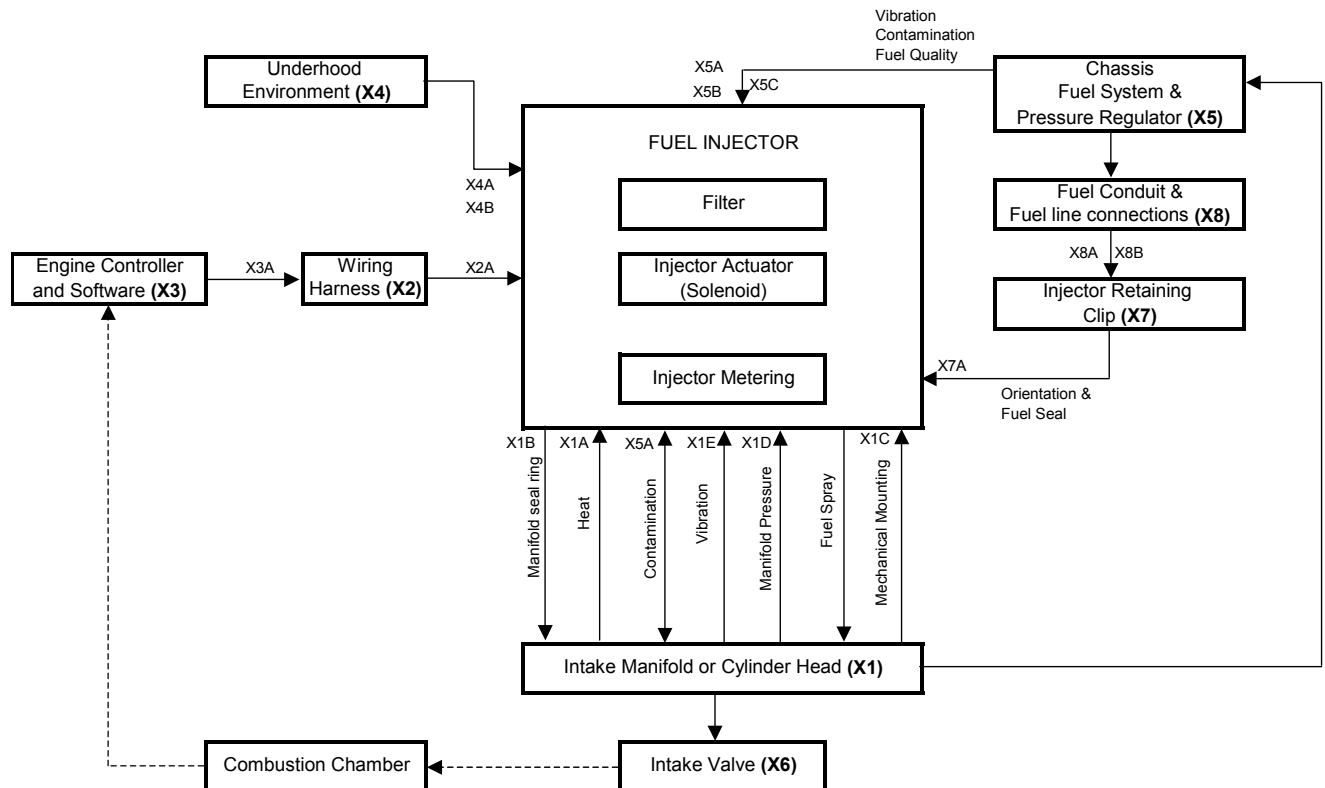 Vibration
Contamination
Fuel Quality
Underhood
Environment (X4)
X5A
X5B
X5C
Chassis
Fuel System &
Pressure Regulator (X5)
FUEL INJECTOR
X4A
X4B
Filter
Fuel Conduit &
Fuel line connections (X8)
Engine Controller
and Software (X3)
X3A
Wiring
Harness (X2)
X2A
Injector Actuator
(Solenoid)
X8A
X8B
Injector Retaining
Clip (X7)
Injector Metering
X7A
Orientation &
Fuel Seal
X1B
X1A
X5A
X1E
X1D
X1C
Manifold seal ring
Heat
Contamination
Vibration
Manifold Pressure
Fuel Spray
Mechanical Mounting
Intake Manifold or Cylinder Head (X1)
Combustion Chamber
Intake Valve (X6)